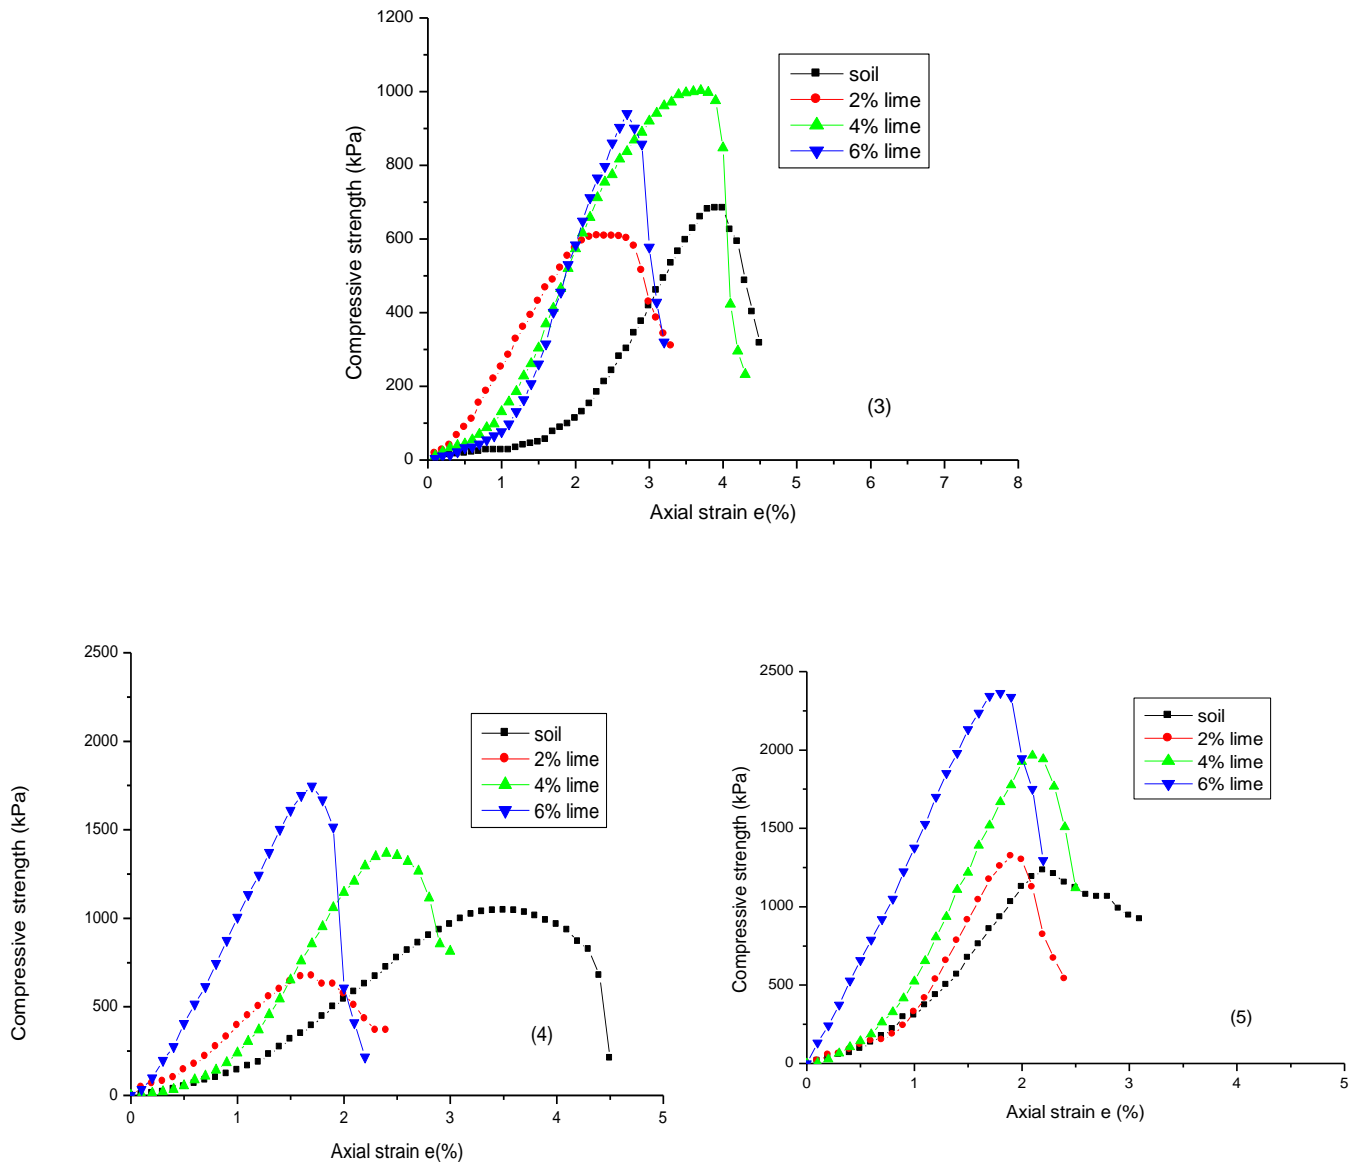 1200
1000
800
600
400
200
0
Compressive strength (kPa)
soil
2% lime
4% lime
6% lime
(3)
0 1 2 3 4 5 6 7 8
Axial strain e(%)
2500
2000
1500
1000
500
0
Compressive strength (kPa)
soil
2% lime
4% lime
6% lime
(4)
0 1 2 3 4 5
Axial strain e(%)
2500
2000
1500
1000
500
0
Compressive strength (kPa)
soil
2% lime
4% lime
6% lime
(5)
0 1 2 3 4 5
Axial strain e (%)